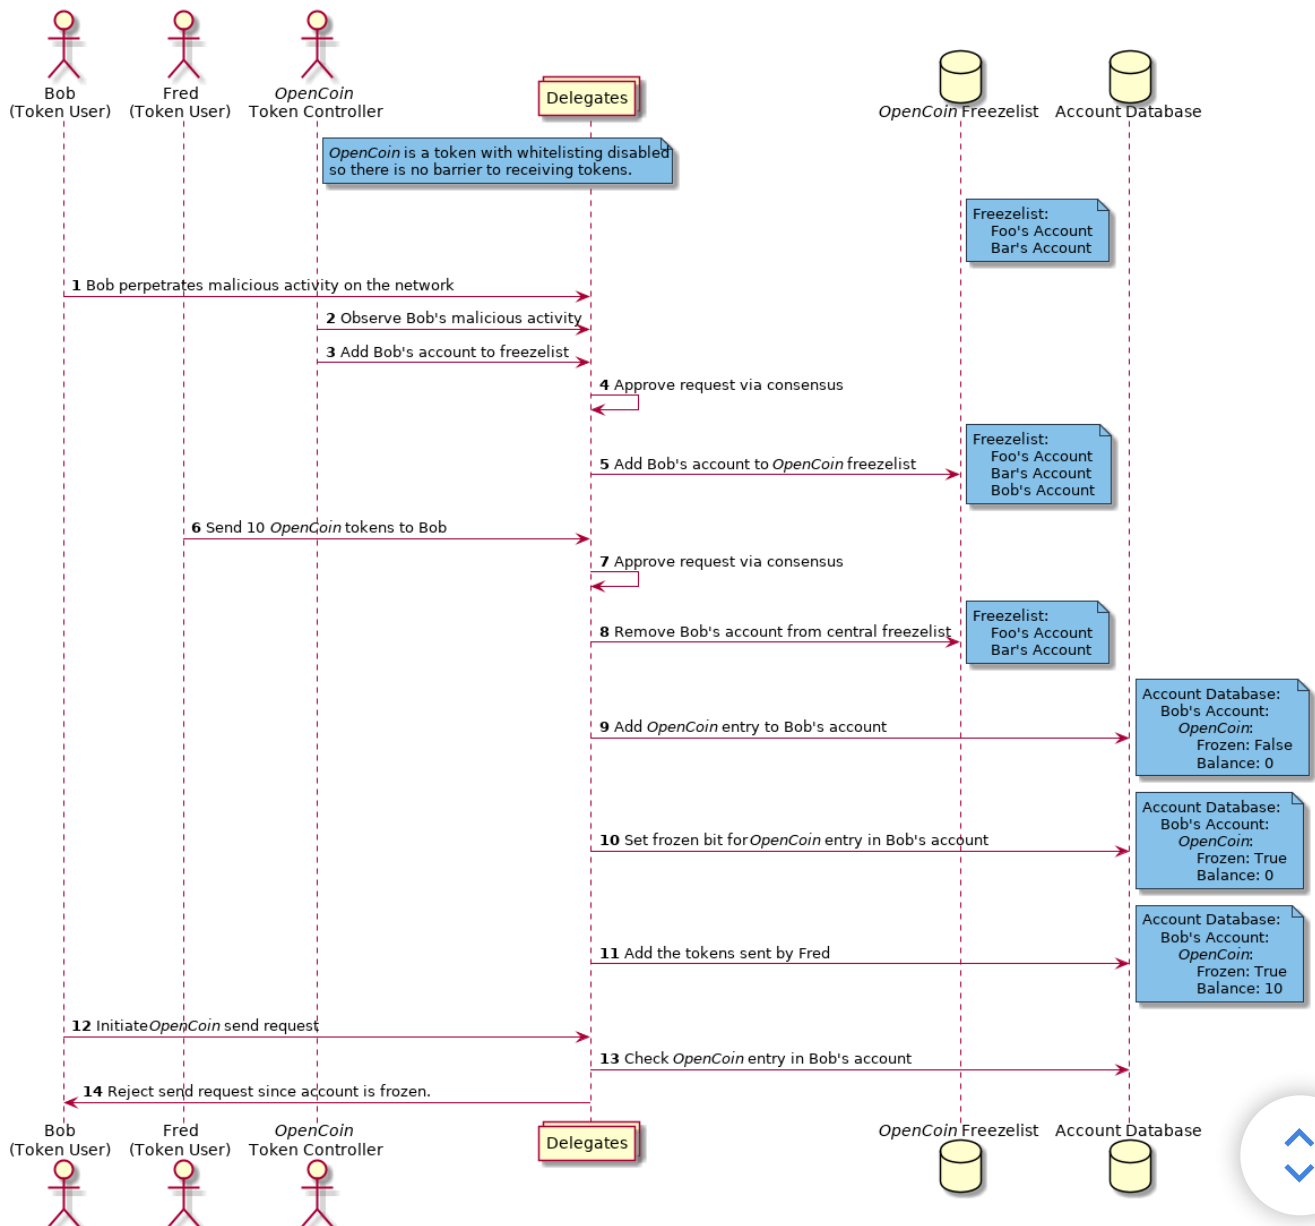 Bob
(Token User)
Fred
(Token User)
OpenCoin
Token Controller
Delegates
OpenCoin Freezelist
Account Database
OpenCoin is a token with whitelisting disabled
so there is no barrier to receiving tokens.
Freezelist:
Foo's Account
Bar's Account
1 Bob perpetrates malicious activity on the network
2 Observe Bob's malicious activity
3 Add Bob's account to freezelist
4 Approve request via consensus
5 Add Bob's account to OpenCoin freezelist
Freezelist:
Foo's Account
Bar's Account
Bob's Account
6 Send 10 OpenCoin tokens to Bob
7 Approve request via consensus
8 Remove Bob's account from central freezelist
Freezelist:
Foo's Account
Bar's Account
9 Add OpenCoin entry to Bob's account
Account Database:
Bob's Account:
OpenCoin:
Frozen: False
Balance: 0
10 Set frozen bit for OpenCoin entry in Bob's account
Account Database:
Bob's Account:
OpenCoin:
Frozen: True
Balance: 0
11 Add the tokens sent by Fred
Account Database:
Bob's Account:
OpenCoin:
Frozen: True
Balance: 10
12 Initiate OpenCoin send request
13 Check OpenCoin entry in Bob's account
14 Reject send request since account is frozen.
Bob
(Token User)
Fred
(Token User)
OpenCoin
Token Controller
Delegates
OpenCoin Freezelist
Account Database